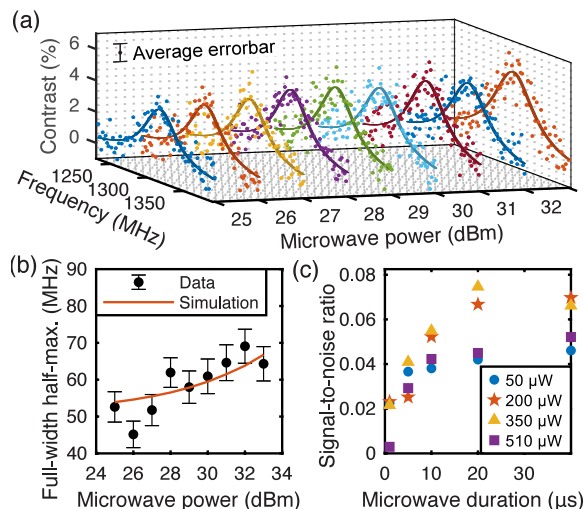 (a)
Average errorbar
Contrast (%)
6
4
2
0
Frequency (MHz)
1250
1300
1350
25 26 27 28 29 30 31 32
Microwave power (dBm)
(b)
Full-width half-max. (MHz)
90
80
70
60
50
40
Data
Simulation
24 26 28 30 32 34
Microwave power (dBm)
(c)
Signal-to-noise ratio
0.08
0.06
0.04
0.02
0
50 µW
200 µW
350 µW
510 µW
0 10 20 30
Microwave duration (µs)